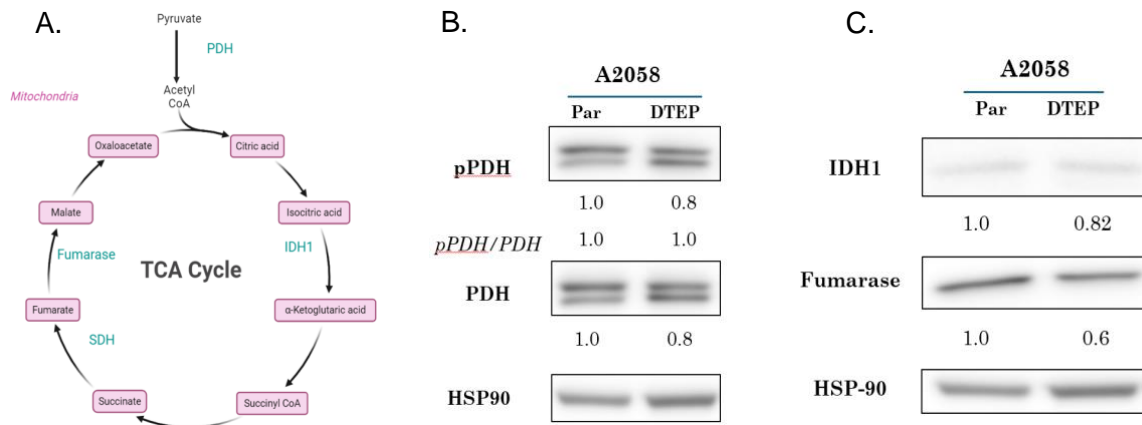 A.
Pyruvate
PDH
Mitochondria
Acetyl
CoA
Oxaloacetate
Citric acid
Malate
Isocitric acid
Fumarase
IDH1
TCA Cycle
Fumarate
α-Ketoglutaric acid
SDH
Succinate
Succinyl CoA
B.
A2058
Par DTEP
pPDH
1.0 0.8
pPDH/PDH 1.0 1.0
PDH
1.0 0.8
HSP90
C.
A2058
Par DTEP
IDH1
1.0 0.82
Fumarase
1.0 0.6
HSP-90